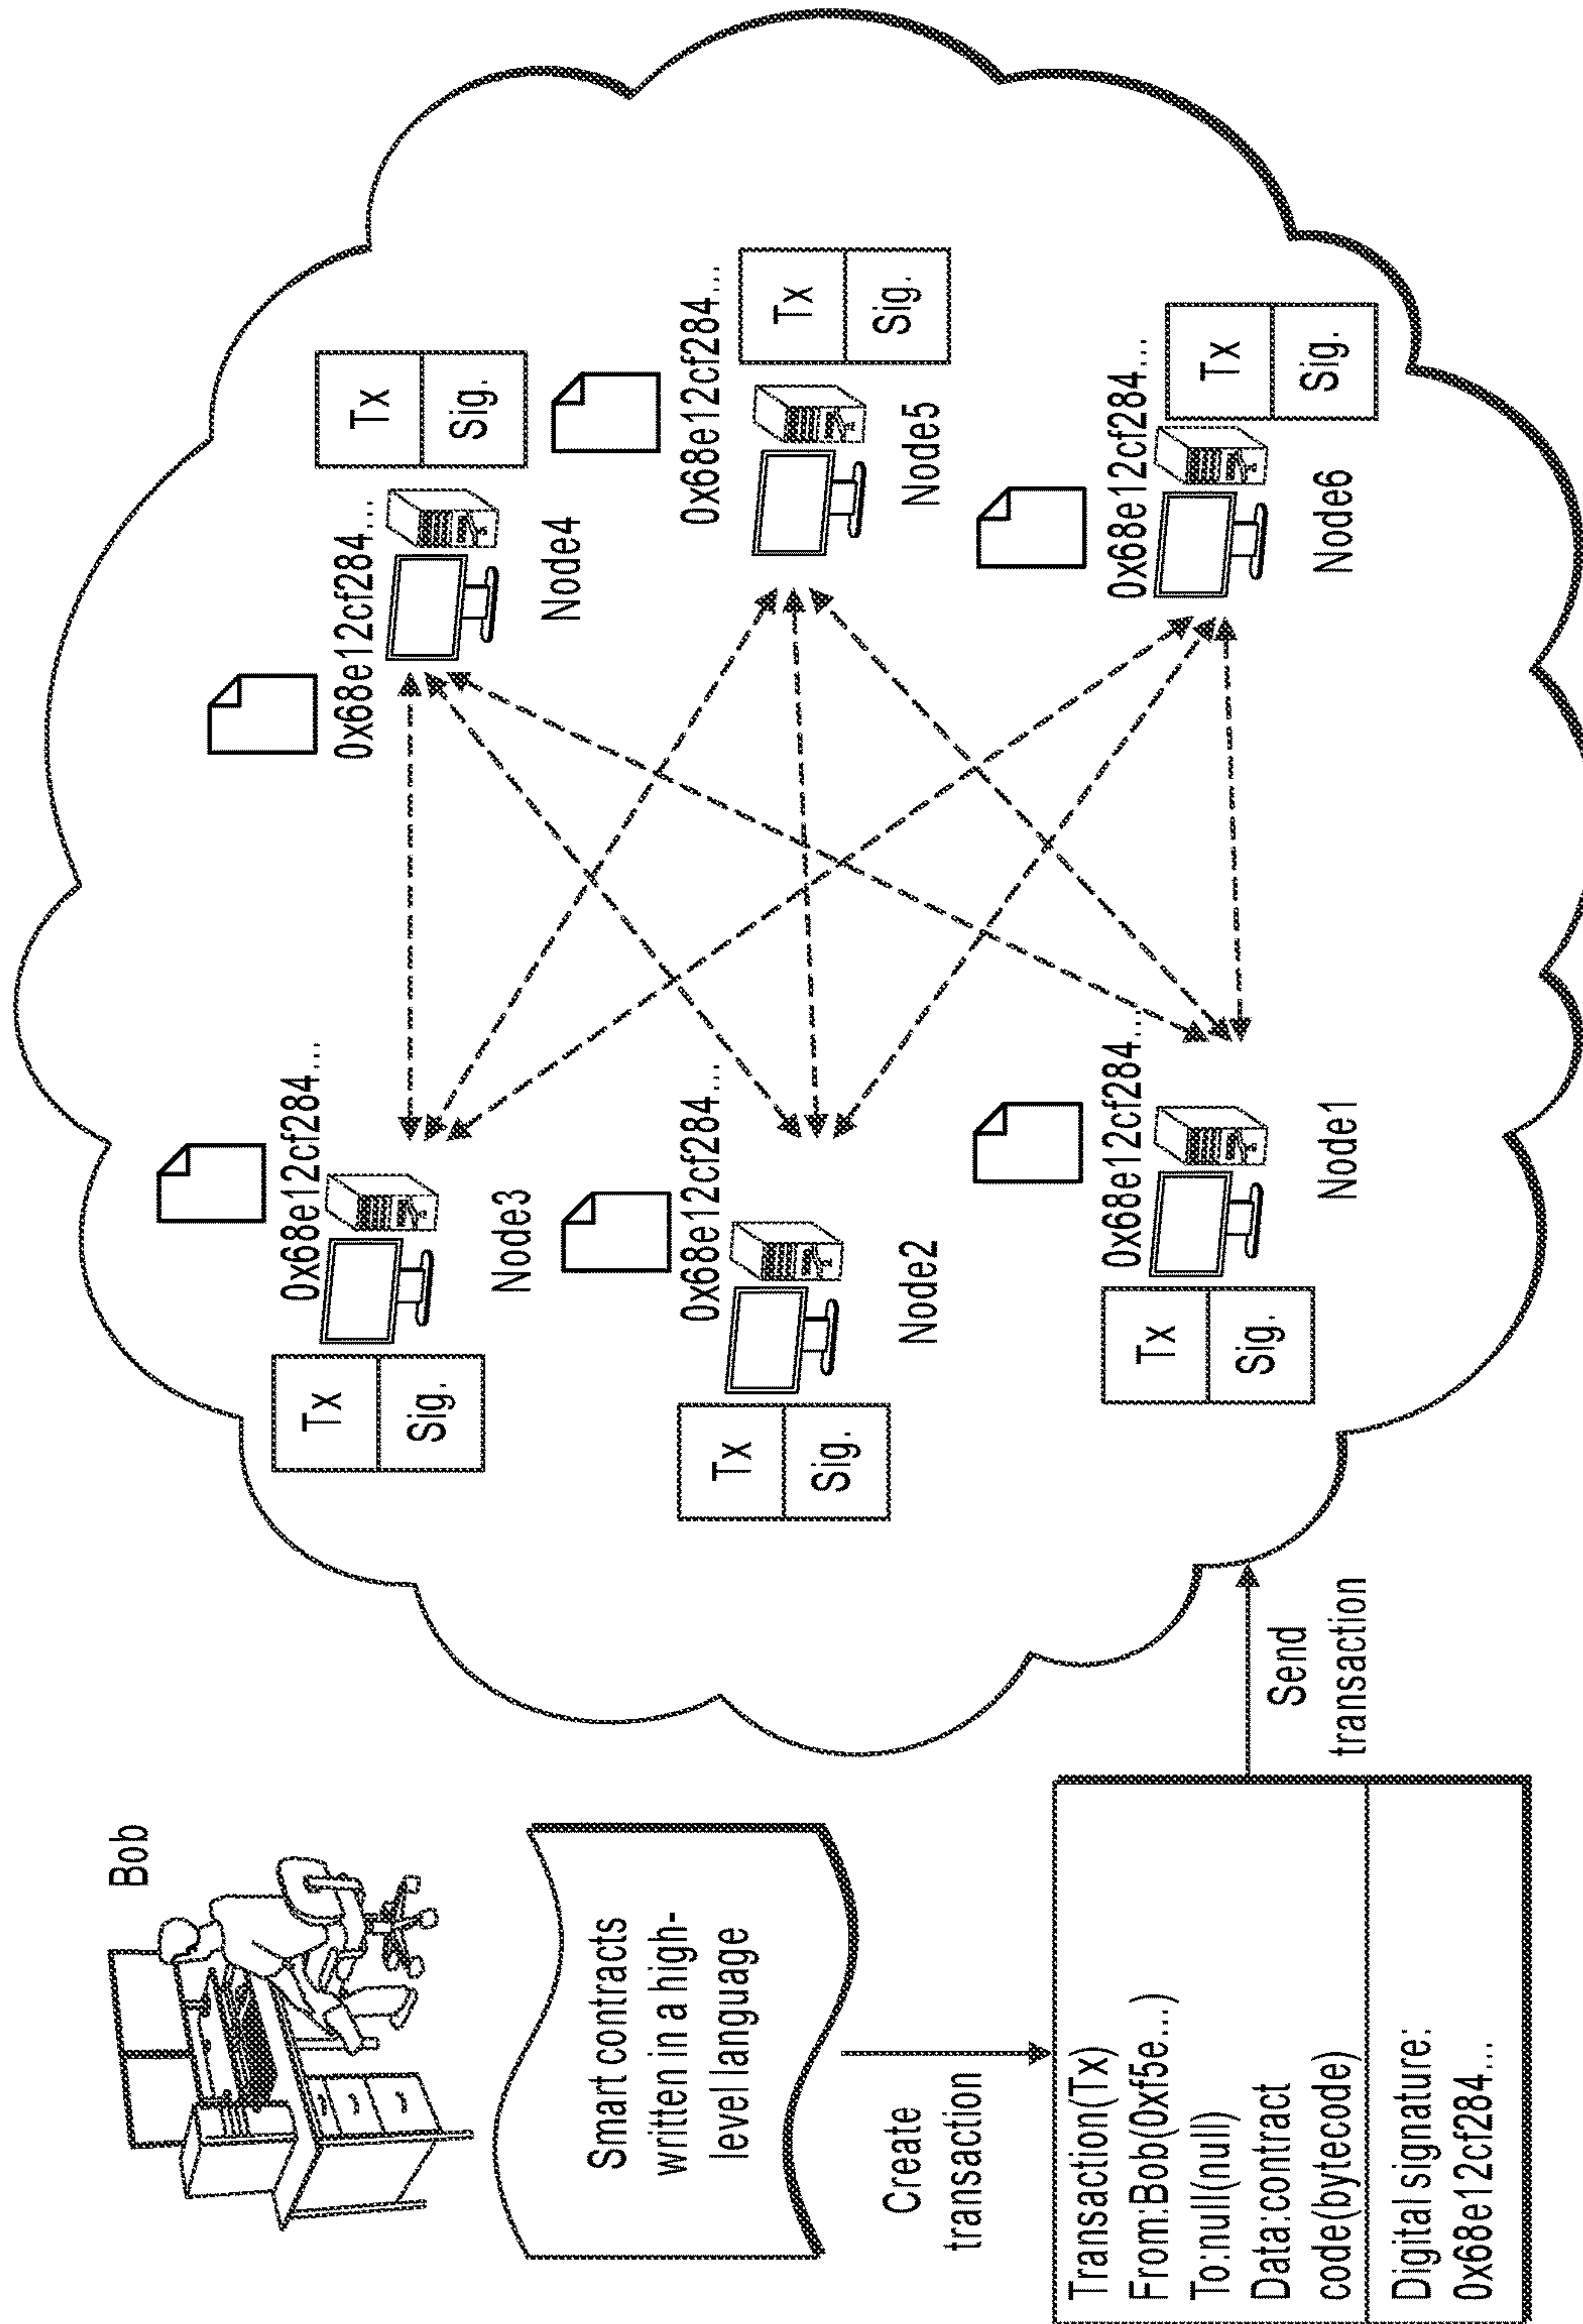 Bob
Smart contracts
written in a high-
level language
Create
transaction
Transaction(Tx)
From:Bob(0xf5e...)
To:null(null)
Data:contract
code(bytecode)
Digital signature:
0x68e12cf284...
Send
transaction
0x68e12cf284...
Tx
Sig.
Node3
0x68e12cf284...
Tx
Sig.
Node2
0x68e12cf284...
Tx
Sig.
Node1
0x68e12cf284...
Tx
Sig.
Node4
0x68e12cf284...
Tx
Sig.
Node5
0x68e12cf284...
Tx
Sig.
Node6